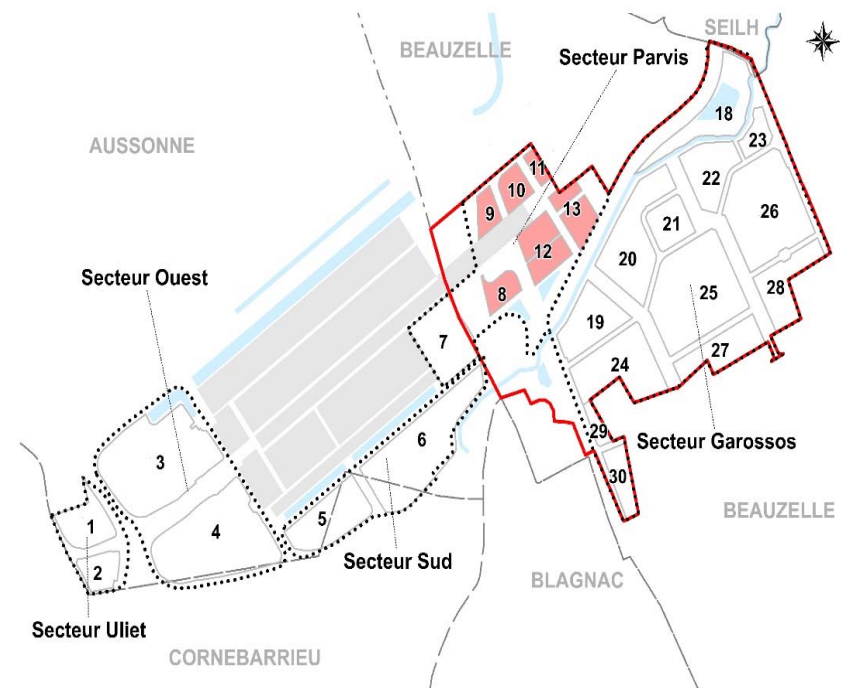 SEILH
BEAUZELLE
Secteur Parvis
AUSSONNE
18
23
11
10
22
9
13
26
21
12
20
Secteur Ouest
8
25
28
19
7
27
24
6
29
Secteur Garossos
3
30
5
1
4
BEAUZELLE
Secteur Sud
2
BLAGNAC
Secteur Uliet
CORNEBARRIEU